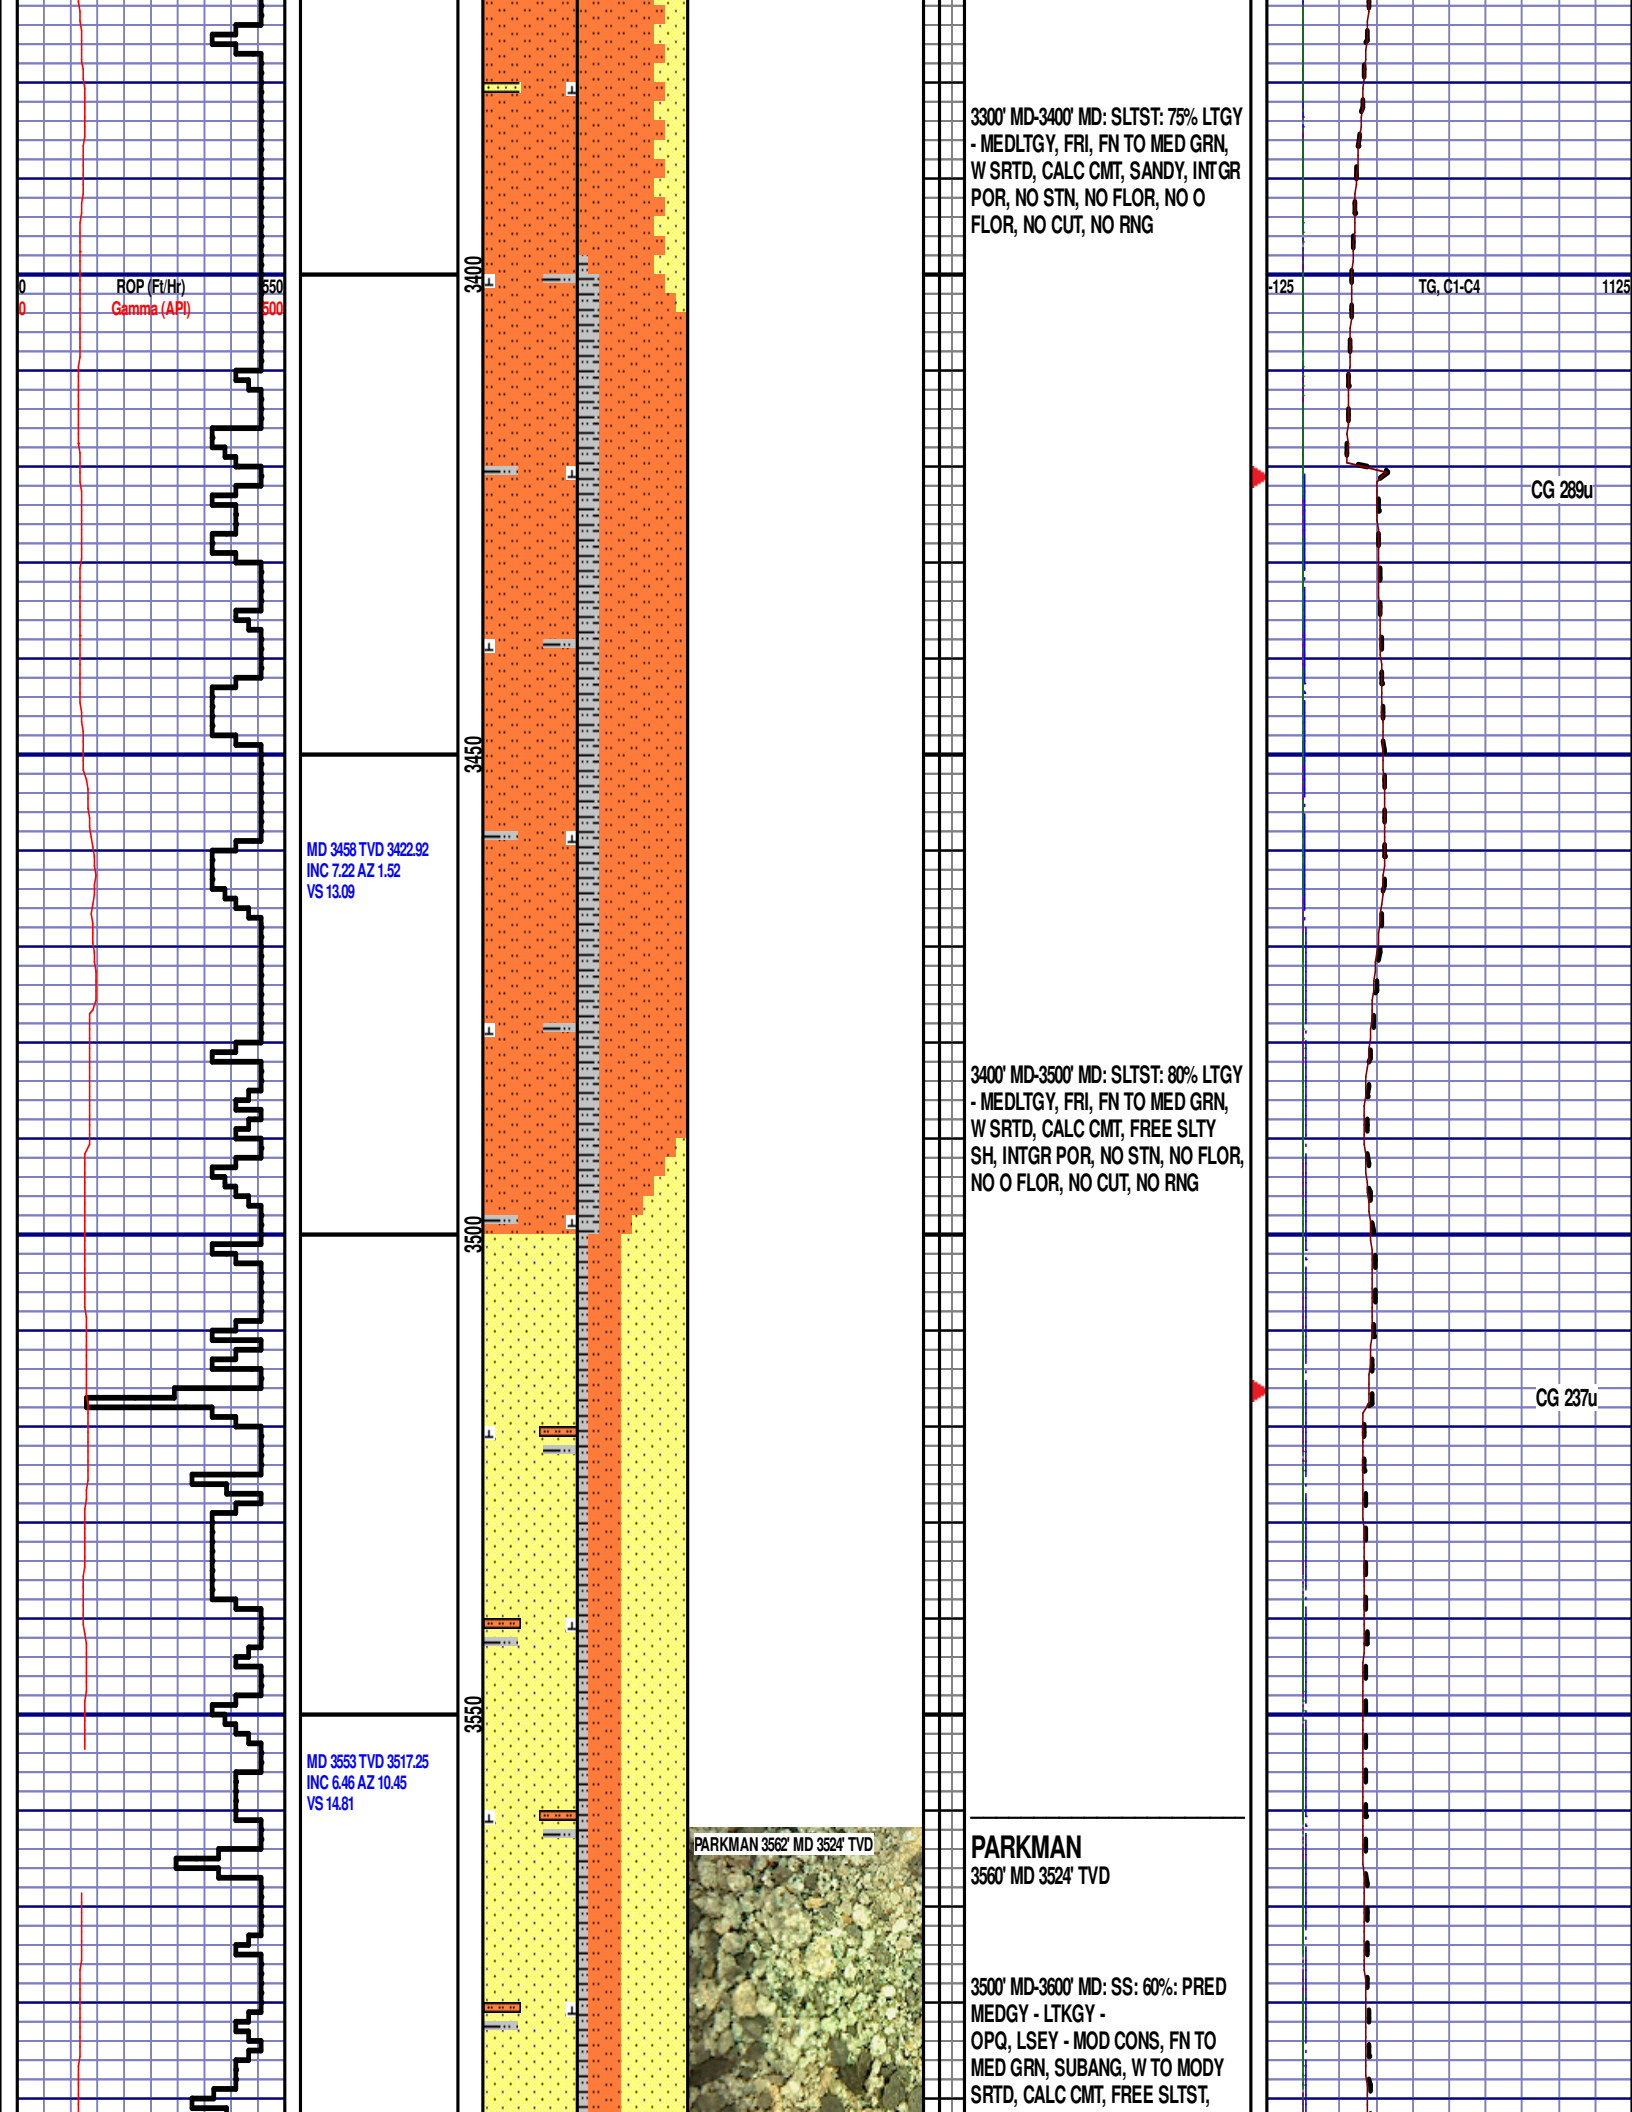 3300' MD-3400' MD: SLTST: 75% LTGY
- MEDLTGY, FRI, FN TO MED GRN,
W SRTD, CALC CMT, SANDY, INTGR
POR, NO STN, NO FLOR, NO O
FLOR, NO CUT, NO RNG
3400
0 ROP (Ft/Hr) 550
0 Gamma (API) 500
-125 TG, C1-C4 1125
CG 289u
3450
MD 3458 TVD 3422.92
INC 7.22 AZ 1.52
VS 13.09
3400' MD-3500' MD: SLTST: 80% LTGY
- MEDLTGY, FRI, FN TO MED GRN,
W SRTD, CALC CMT, FREE SLTY
SH, INTGR POR, NO STN, NO FLOR,
NO O FLOR, NO CUT, NO RNG
3500
CG 237u
3550
MD 3553 TVD 3517.25
INC 6.46 AZ 10.45
VS 14.81
PARKMAN 3562' MD 3524' TVD
PARKMAN
3560' MD 3524' TVD
3500' MD-3600' MD: SS: 60%: PRED
MEDGY - LTKGY -
OPQ, LSEY - MOD CONS, FN TO
MED GRN, SUBANG, W TO MODY
SRTD, CALC CMT, FREE SLTST,